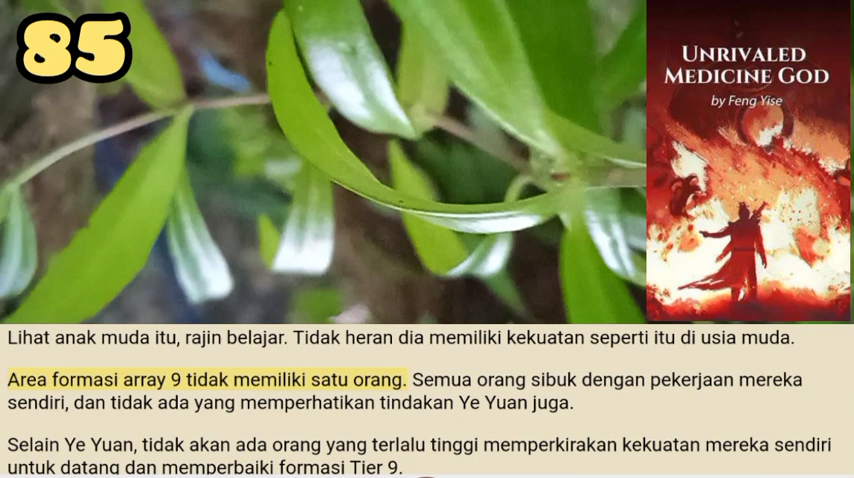 85
UNRIVALED
MEDICINE GOD
by Feng Yise
Lihat anak muda itu, rajin belajar. Tidak heran dia memiliki kekuatan seperti itu di usia muda.
Area formasi array 9 tidak memiliki satu orang. Semua orang sibuk dengan pekerjaan mereka
sendiri, dan tidak ada yang memperhatikan tindakan Ye Yuan juga.
Selain Ye Yuan, tidak akan ada orang yang terlalu tinggi memperkirakan kekuatan mereka sendiri
untuk datang dan memperbaiki formasi Tier 9.